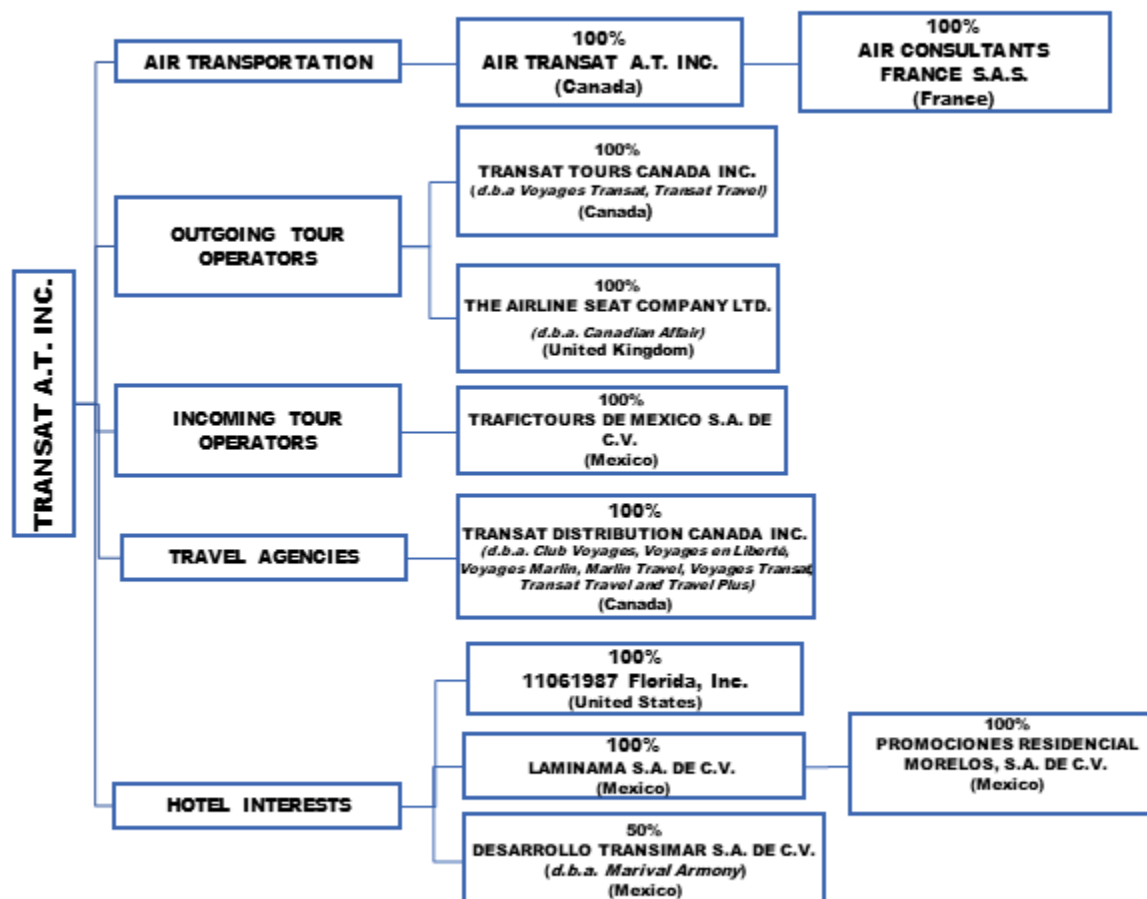 TRANSAT A.T. INC.
AIR TRANSPORTATION
100%
AIR TRANSAT A.T. INC.
(Canada)
100%
AIR CONSULTANTS
FRANCE S.A.S.
(France)
OUTGOING TOUR
OPERATORS
100%
TRANSAT TOURS CANADA INC.
(d.b.a Voyages Transat, Transat Travel)
(Canada)
100%
THE AIRLINE SEAT COMPANY LTD.
(d.b.a. Canadian Affair)
(United Kingdom)
INCOMING TOUR
OPERATORS
100%
TRAFICTOURS DE MEXICO S.A. DE
C.V.
(Mexico)
TRAVEL AGENCIES
100%
TRANSAT DISTRIBUTION CANADA INC.
(d.b.a. Club Voyages, Voyages en Liberté,
Voyages Marlin, Marlin Travel, Voyages Transat,
Transat Travel and Travel Plus)
(Canada)
HOTEL INTERESTS
100%
11061987 Florida, Inc.
(United States)
100%
LAMINAMA S.A. DE C.V.
(Mexico)
100%
PROMOCIONES RESIDENCIAL
MORELOS, S.A. DE C.V.
(Mexico)
50%
DESARROLLO TRANSIMAR S.A. DE C.V.
(d.b.a. Marival Armony)
(Mexico)